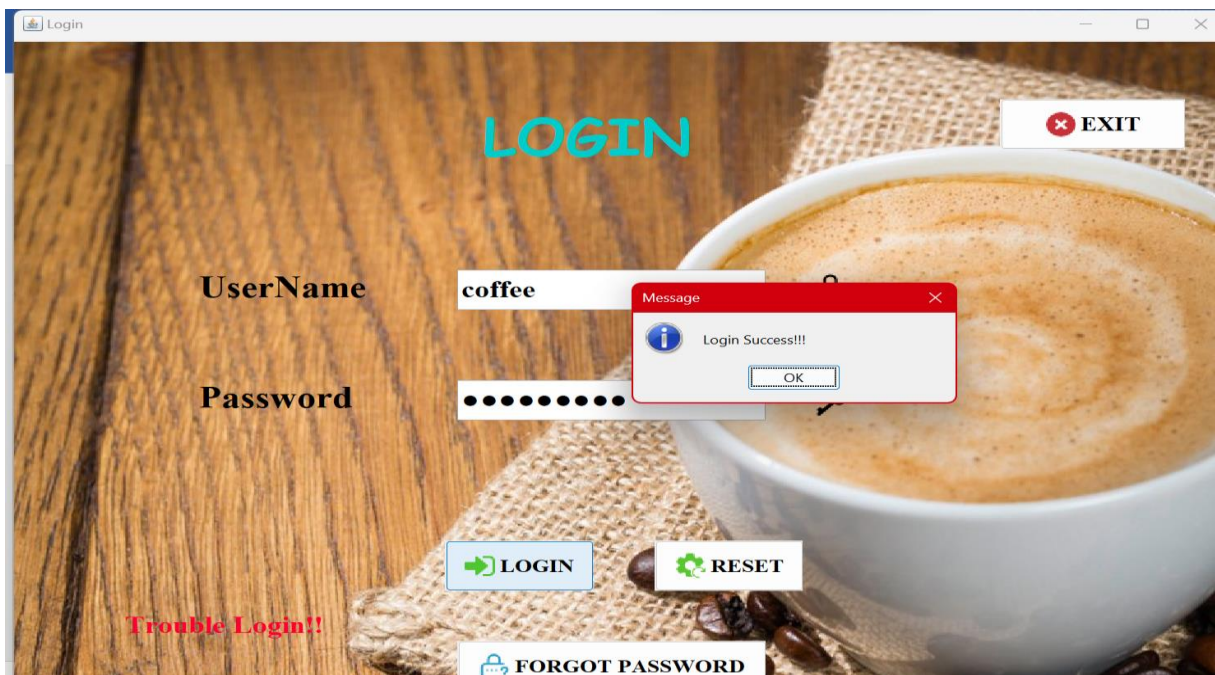 Login
LOGIN
EXIT
UserName
coffee
Message
Login Success!!!
OK
Password
LOGIN
RESET
Trouble Login!!
FORGOT PASSWORD